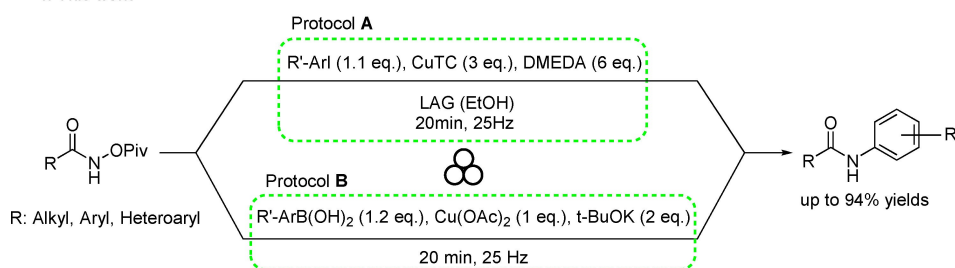 Protocol A
R'-ArI (1.1 eq.), CuTC (3 eq.), DMEDA (6 eq.)
LAG (EtOH)
20min, 25Hz
O
R
N
H
OPiv
R: Alkyl, Aryl, Heteroaryl
Protocol B
R'-ArB(OH)2 (1.2 eq.), Cu(OAc)2 (1 eq.), t-BuOK (2 eq.)
20 min, 25 Hz
O
R
N
H
R
up to 94% yields